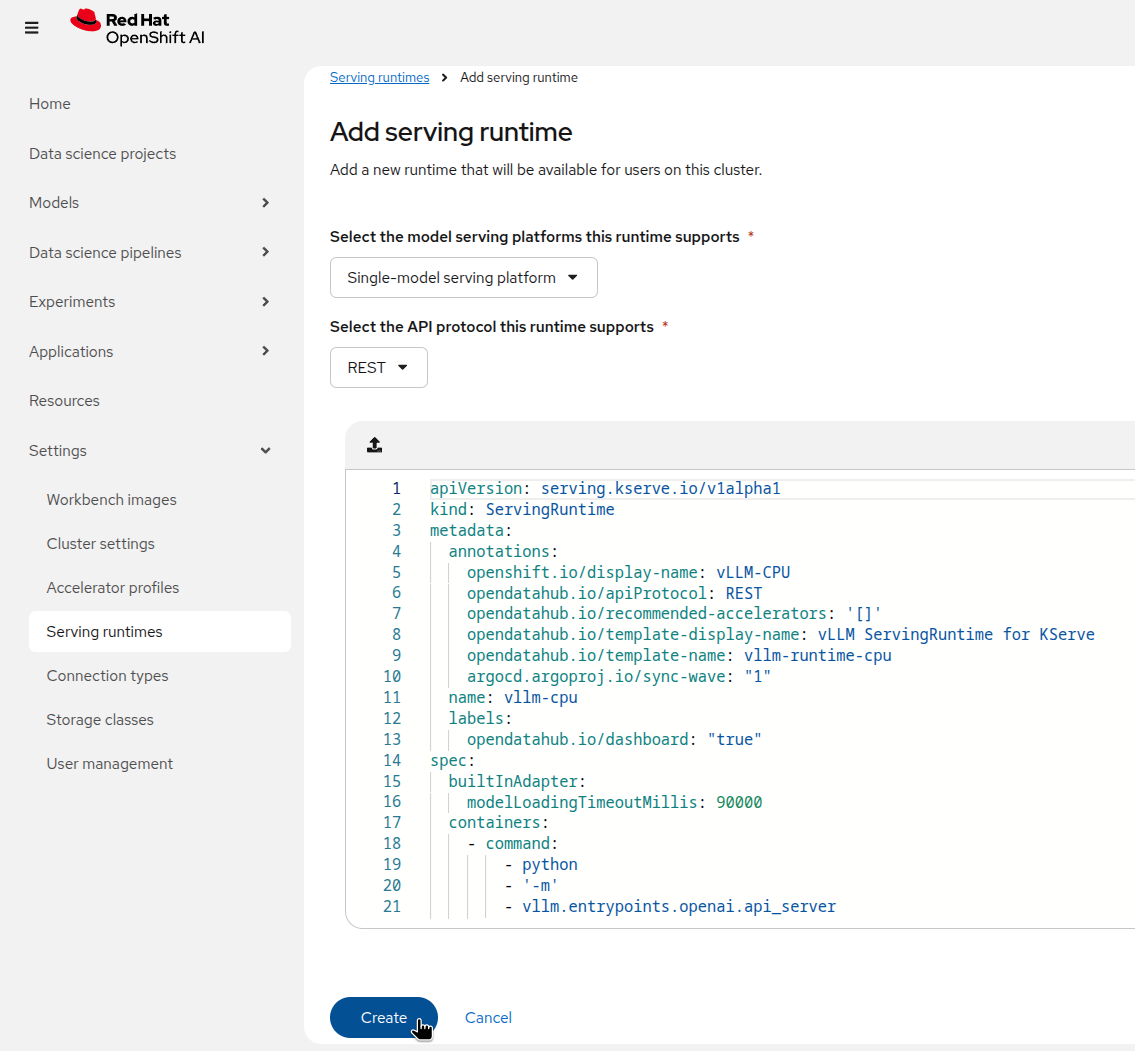 Red Hat
OpenShift AI
Home
Data science projects
Models
Data science pipelines
Experiments
Applications
Resources
Settings
Workbench images
Cluster settings
Accelerator profiles
Serving runtimes
Connection types
Storage classes
User management
Serving runtimes > Add serving runtime
Add serving runtime
Add a new runtime that will be available for users on this cluster.
Select the model serving platforms this runtime supports *
Single-model serving platform
Select the API protocol this runtime supports *
REST
1 apiVersion: serving.kserve.io/v1alpha1
2 kind: ServingRuntime
3 metadata:
4   annotations:
5     openshift.io/display-name: vLLM-CPU
6     opendatahub.io/apiProtocol: REST
7     opendatahub.io/recommended-accelerators: '[]'
8     opendatahub.io/template-display-name: vLLM ServingRuntime for KServe
9     opendatahub.io/template-name: vllm-runtime-cpu
10     argocd.argoproj.io/sync-wave: "1"
11   name: vllm-cpu
12   labels:
13     opendatahub.io/dashboard: "true"
14 spec:
15   builtInAdapter:
16     modelLoadingTimeoutMillis: 90000
17   containers:
18     - command:
19         - python
20         - '-m'
21         - vllm.entrypoints.openai.api_server
Create
Cancel